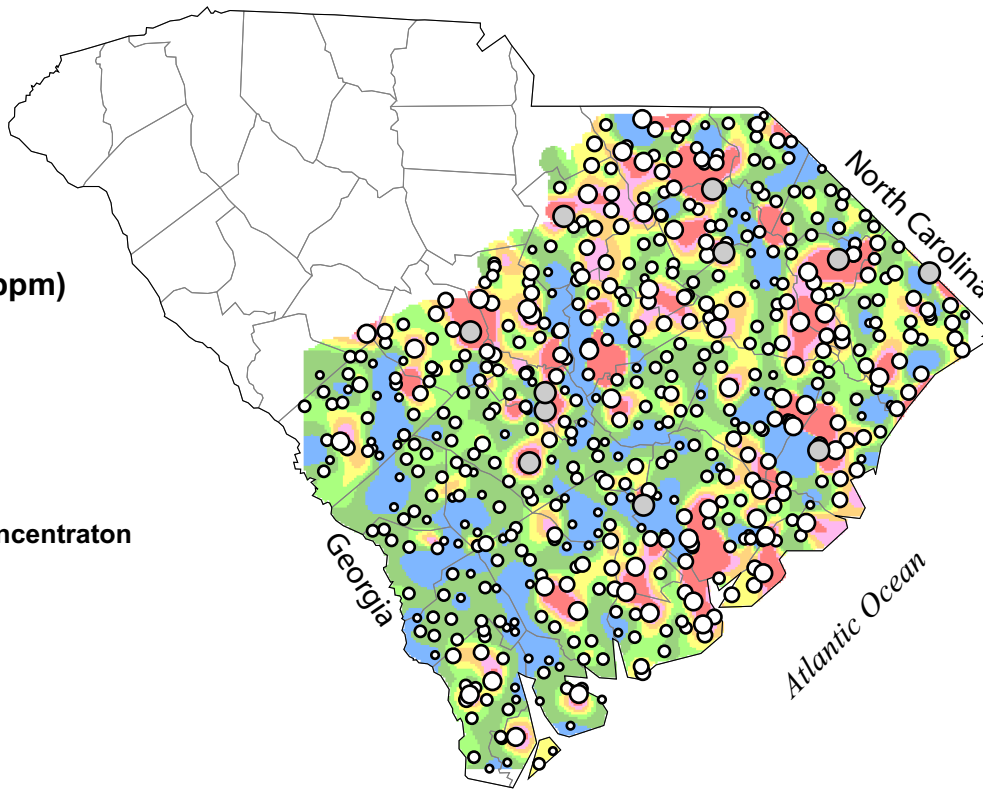 North Carolina
ppm)
ncentraton
Georgia
Atlantic Ocean